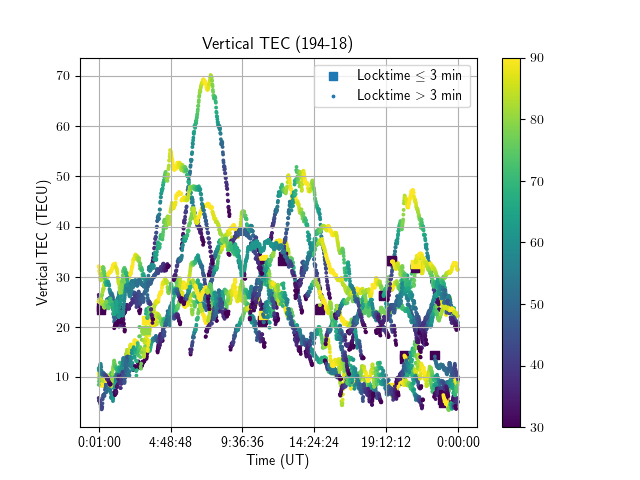 Vertical TEC (194-18)
Locktime ≤ 3 min
Locktime > 3 min
Vertical TEC (TECU)
70
60
50
40
30
20
10
0:01:00 4:48:48 9:36:36 14:24:24 19:12:12 0:00:00
Time (UT)
90
80
70
60
50
40
30